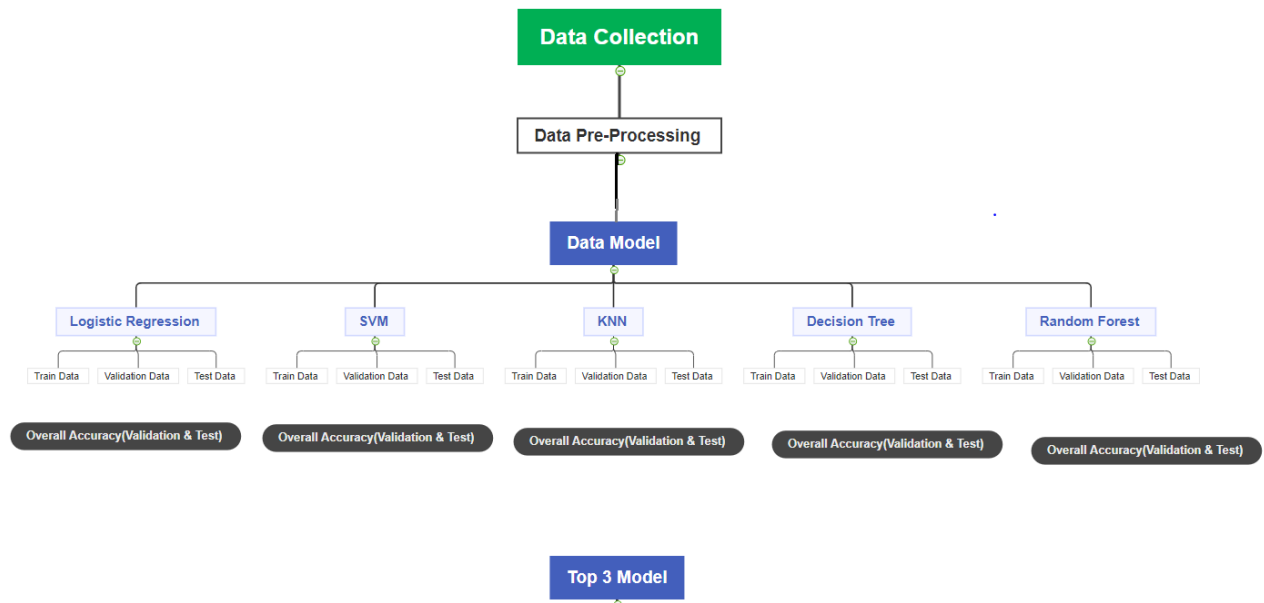 Data Collection
Data Pre-Processing
Data Model
Logistic Regression
SVM
KNN
Decision Tree
Random Forest
Train Data
Validation Data
Test Data
Train Data
Validation Data
Test Data
Train Data
Validation Data
Test Data
Train Data
Validation Data
Test Data
Train Data
Validation Data
Test Data
Overall Accuracy(Validation & Test)
Overall Accuracy(Validation & Test)
Overall Accuracy(Validation & Test)
Overall Accuracy(Validation & Test)
Overall Accuracy(Validation & Test)
Top 3 Model